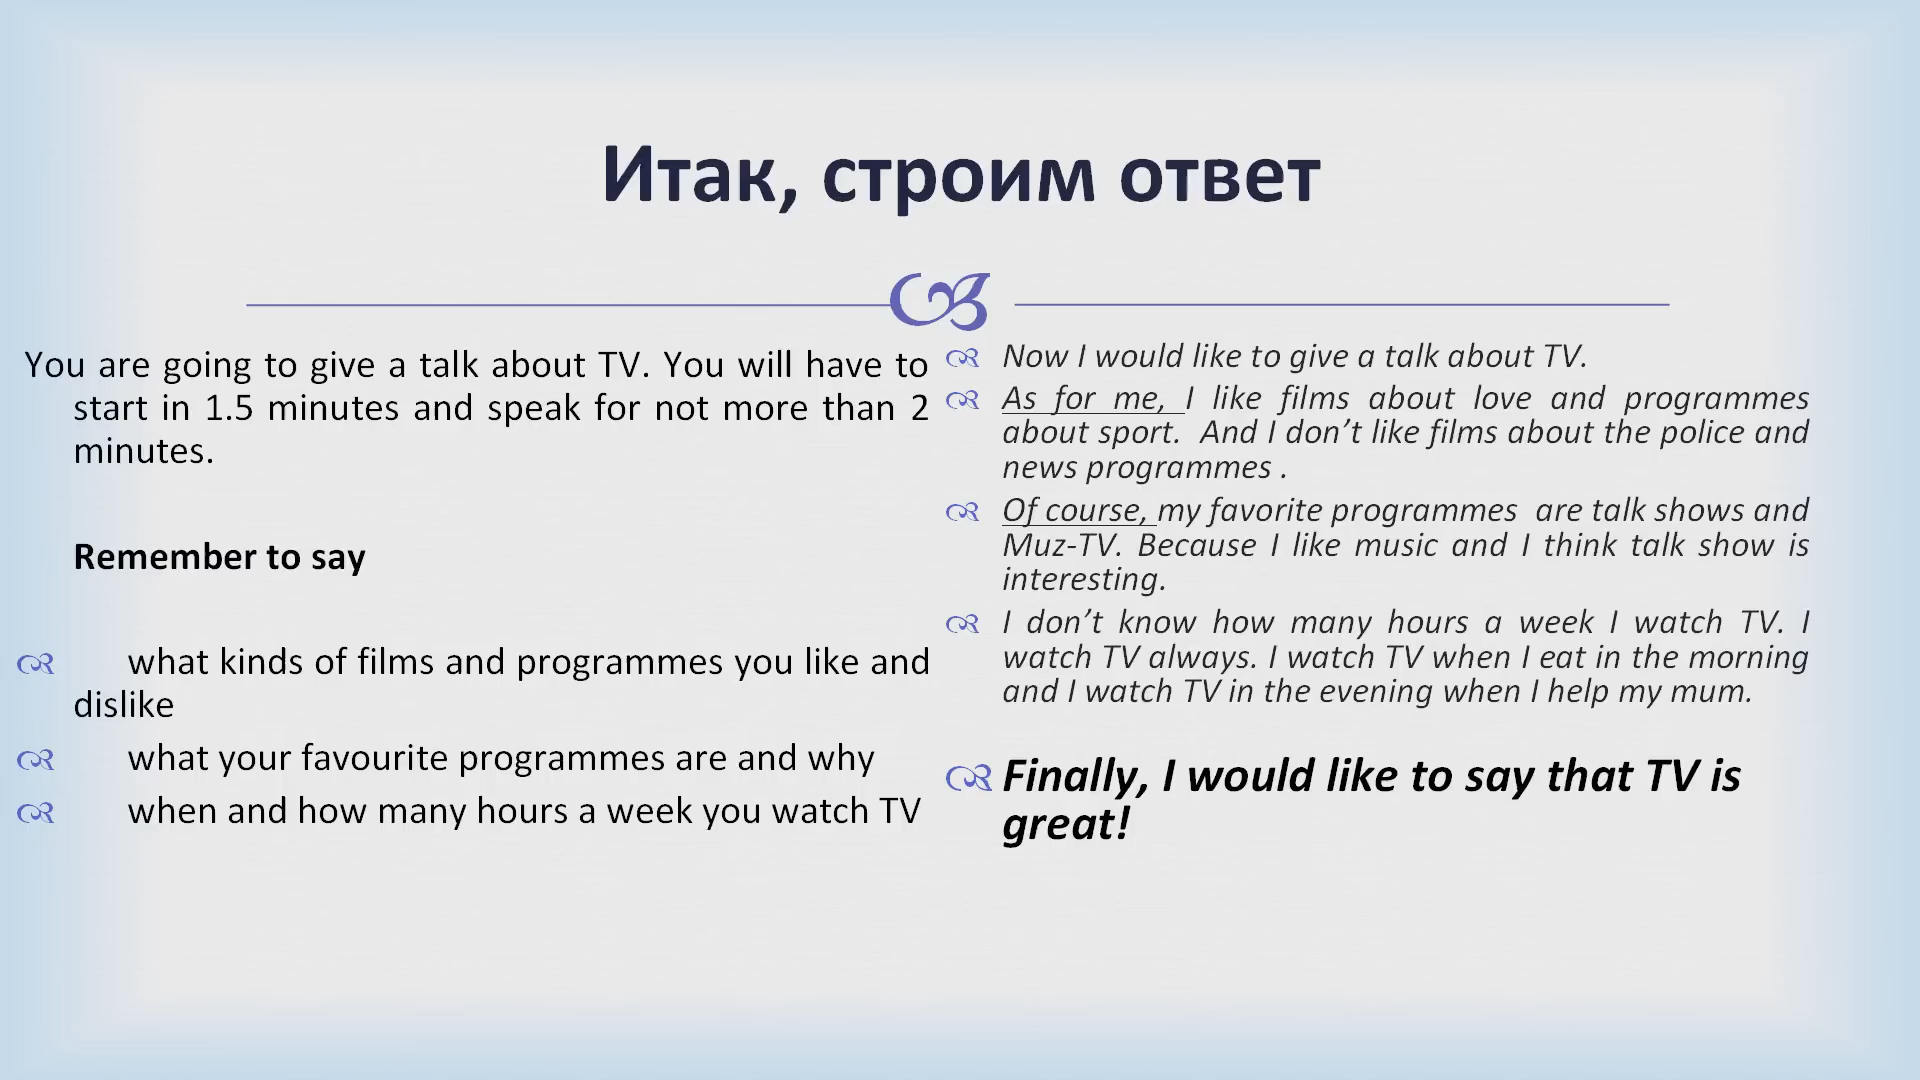 Итак, строим ответ
You are going to give a talk about TV. You will have to
start in 1.5 minutes and speak for not more than 2
minutes.
Remember to say
what kinds of films and programmes you like and
dislike
what your favourite programmes are and why
when and how many hours a week you watch TV
Now I would like to give a talk about TV.
As for me, I like films about love and programmes
about sport. And I don’t like films about the police and
news programmes .
Of course, my favorite programmes are talk shows and
Muz-TV. Because I like music and I think talk show is
interesting.
I don’t know how many hours a week I watch TV. I
watch TV always. I watch TV when I eat in the morning
and I watch TV in the evening when I help my mum.
Finally, I would like to say that TV is
great!